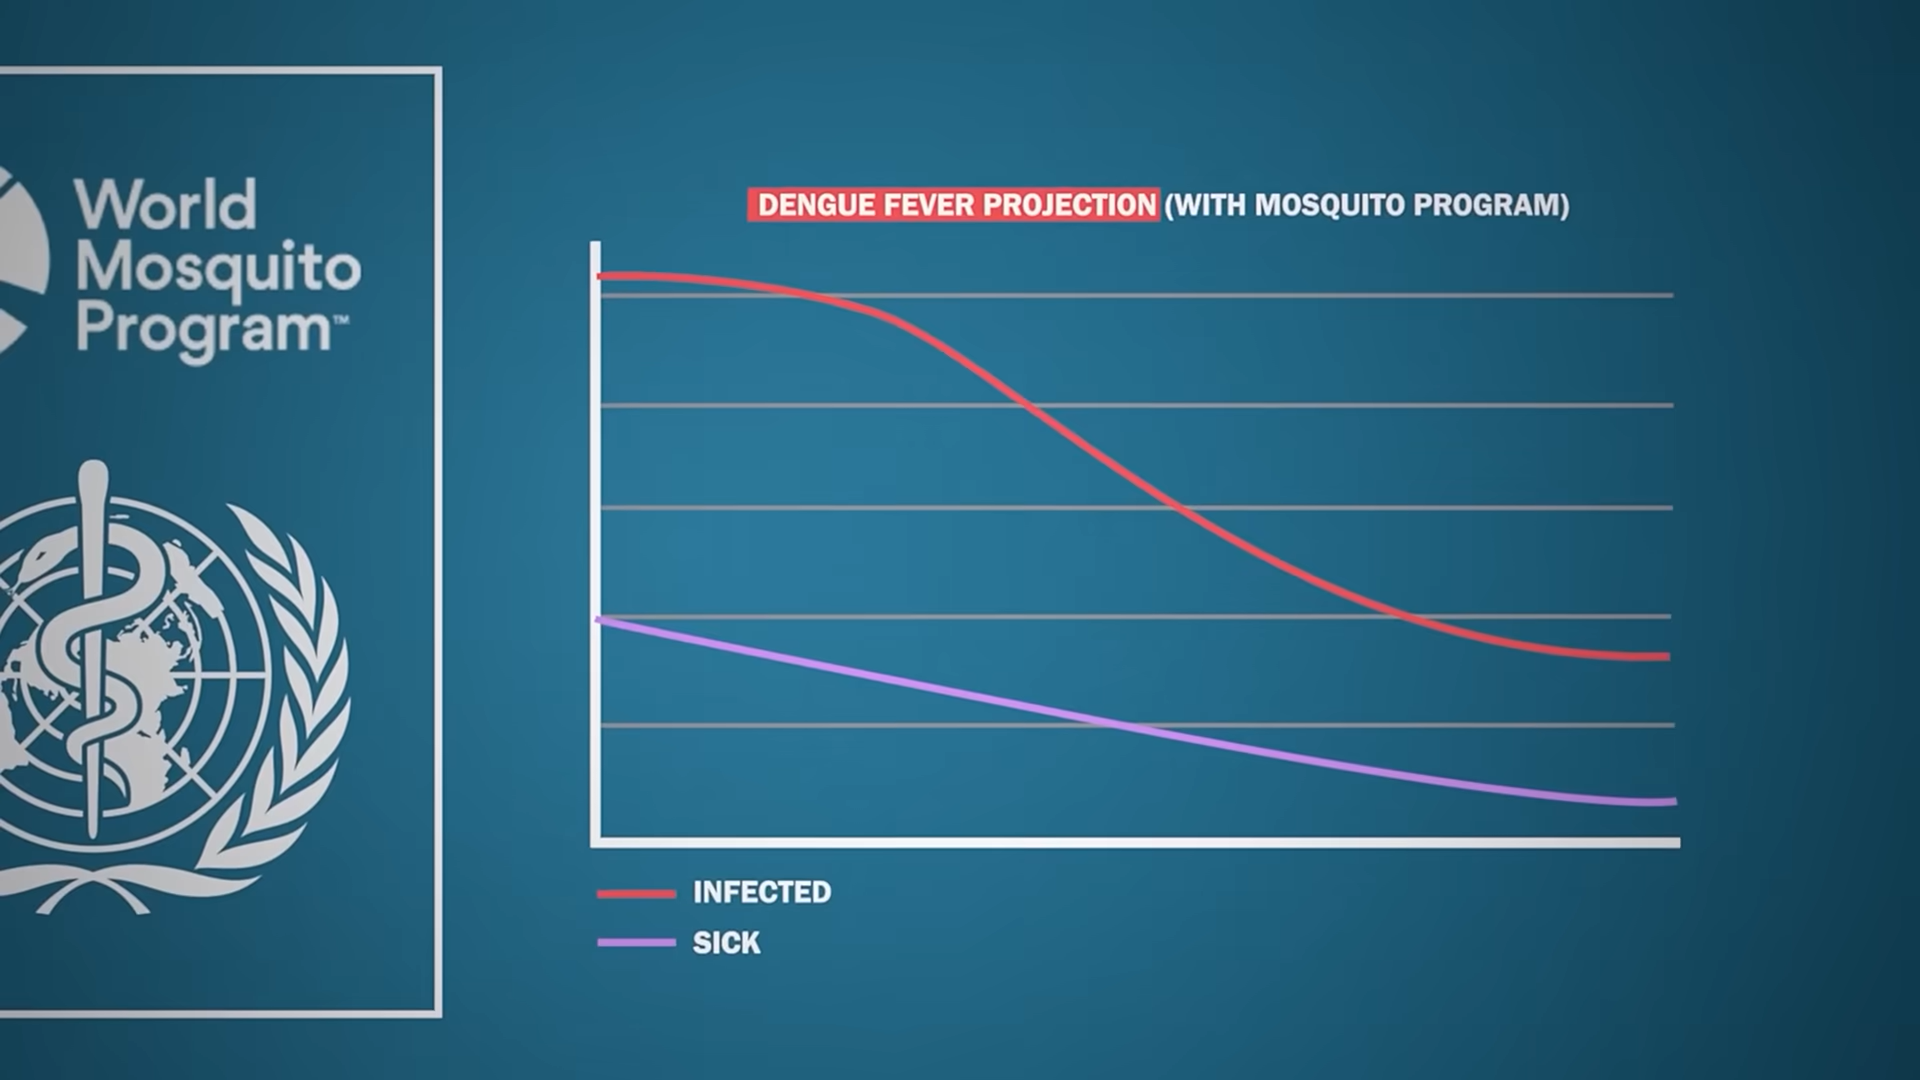 World
Mosquito
Program™
DENGUE FEVER PROJECTION (WITH MOSQUITO PROGRAM)
INFECTED
SICK